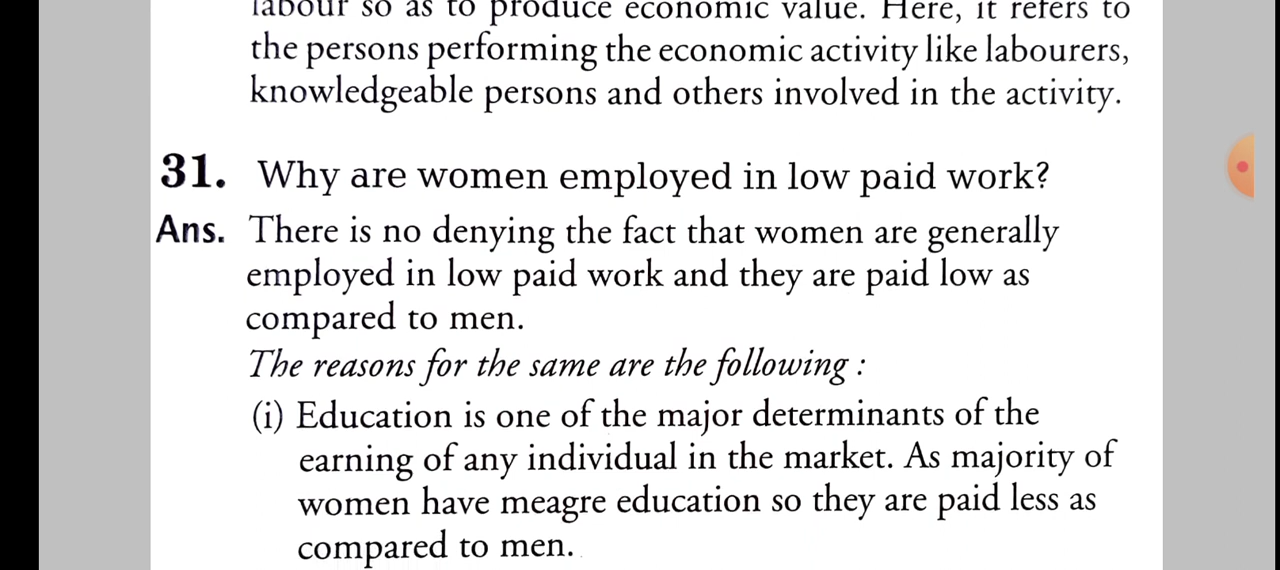 labour so as to produce economic value. Here, it refers to
the persons performing the economic activity like labourers,
knowledgeable persons and others involved in the activity.
31. Why are women employed in low paid work?
Ans. There is no denying the fact that women are generally
employed in low paid work and they are paid low as
compared to men.
The reasons for the same are the following :
(i) Education is one of the major determinants of the
earning of any individual in the market. As majority of
women have meagre education so they are paid less as
compared to men.